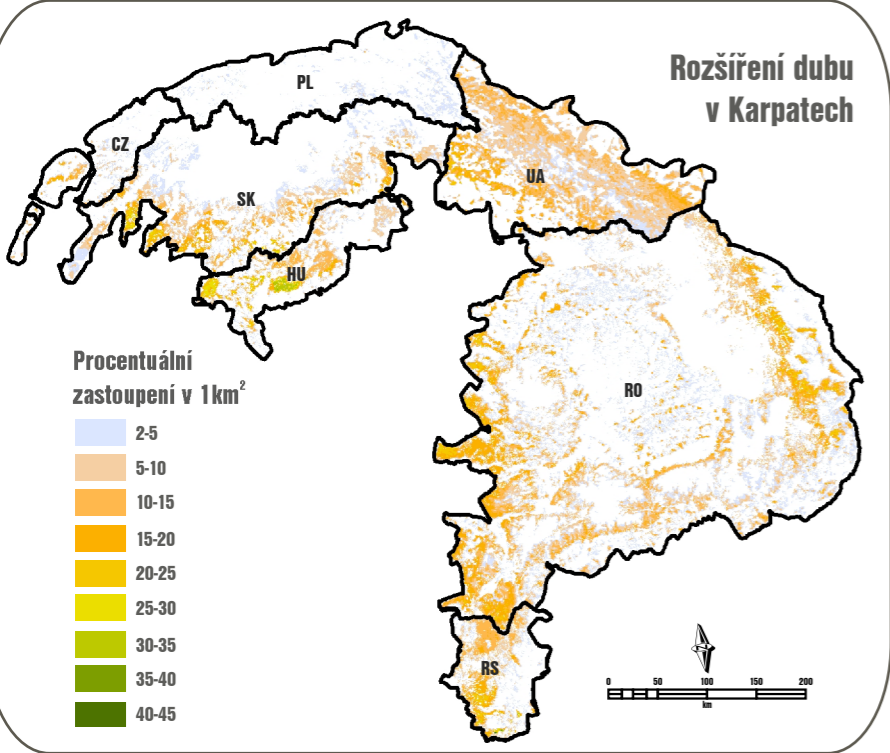 Rozšíření dubu
v Karpatech
PL
CZ
SK
UA
HU
RO
RS
Procentuální
zastoupení v 1km²
2-5
5-10
10-15
15-20
20-25
25-30
30-35
35-40
40-45
0 50 100 150 200
km